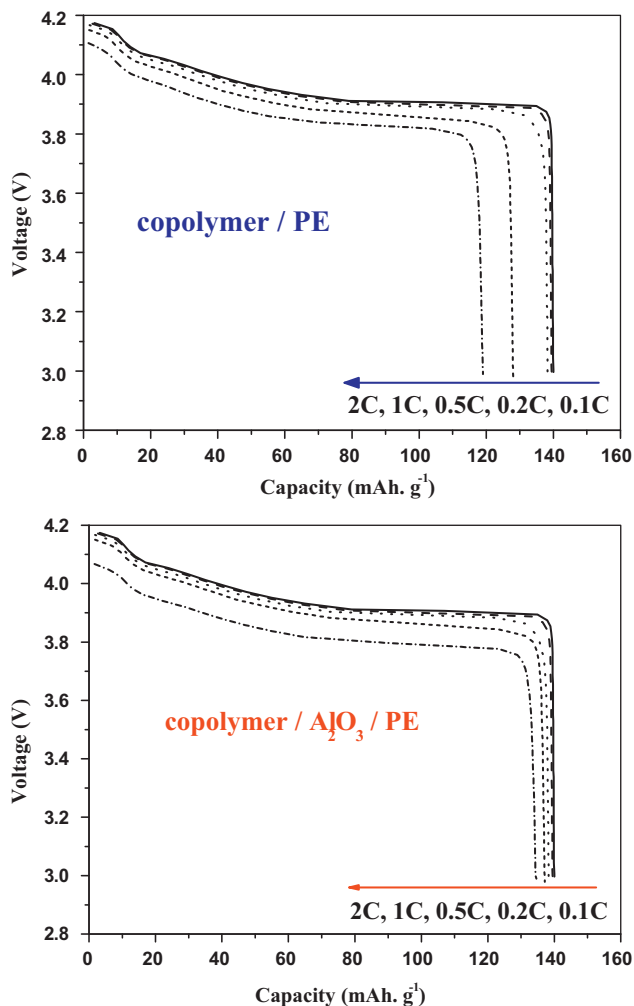 4.2
4.0
3.8
3.6
3.4
3.2
3.0
2.8
Voltage (V)
copolymer / PE
2C, 1C, 0.5C, 0.2C, 0.1C
0 20 40 60 80 100 120 140 160
Capacity (mAh. g-1)
4.2
4.0
3.8
3.6
3.4
3.2
3.0
2.8
Voltage (V)
copolymer / Al2O3 / PE
2C, 1C, 0.5C, 0.2C, 0.1C
0 20 40 60 80 100 120 140 160
Capacity (mAh. g-1)